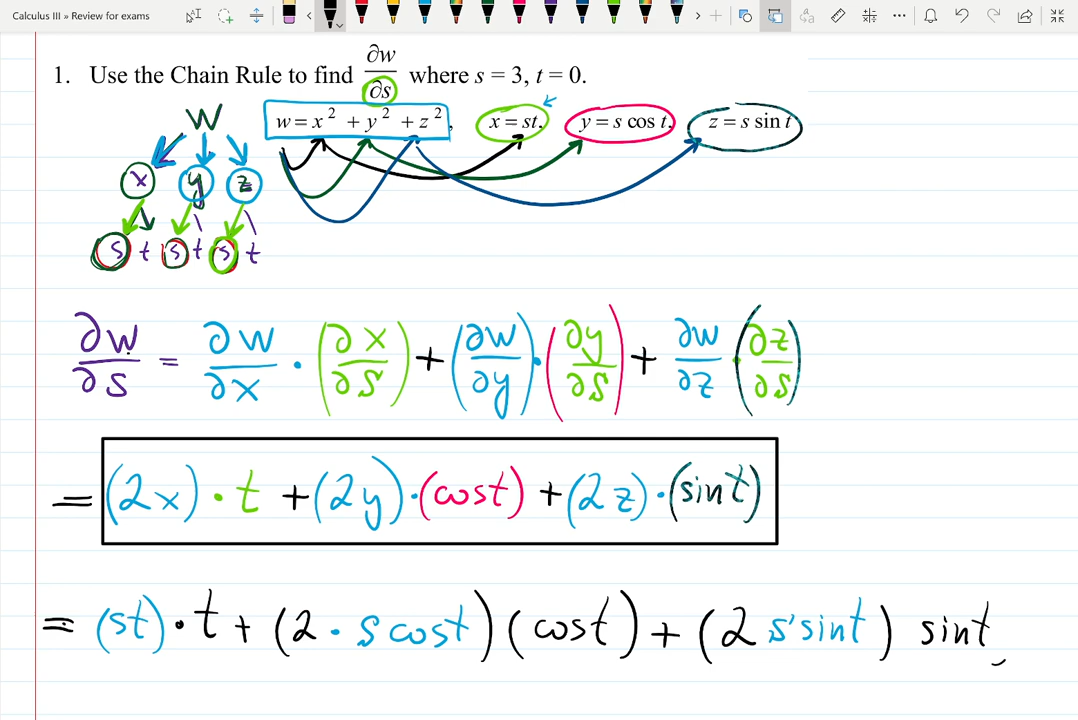 Calculus III » Review for exams
1. Use the Chain Rule to find ∂w/∂s where s = 3, t = 0.
w = x² + y² + z², x = st, y = s cos t, z = s sin t
W
x y z
s t s t s t
∂w/∂s = ∂w/∂x · (∂x/∂s) + (∂w/∂y) · (∂y/∂s) + ∂w/∂z (∂z/∂s)
= (2x) · t + (2y) · (cost) + (2z) · (sint)
= (st) · t + (2 · s cost)(cost) + (2 s·sint) sint